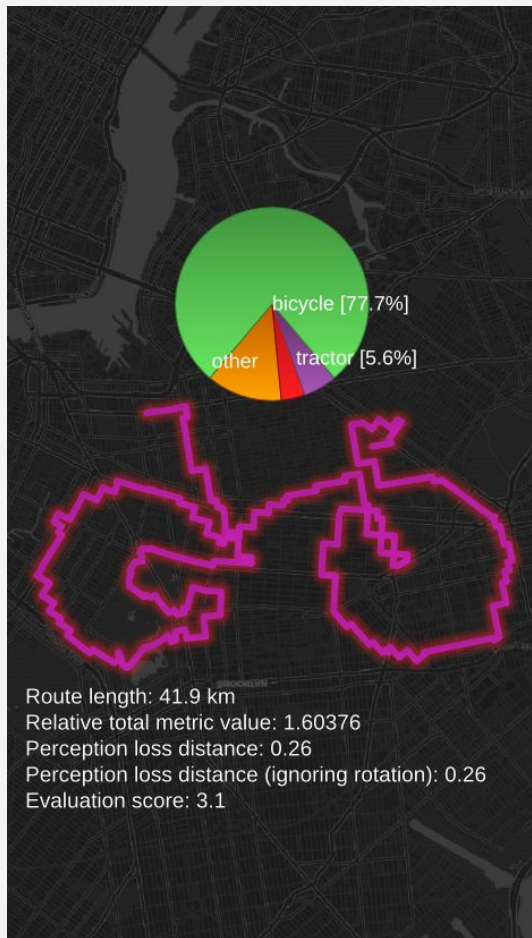 bicycle [77.7%]
other
tractor [5.6%]
BROOKLYN
Route length: 41.9 km
Relative total metric value: 1.60376
Perception loss distance: 0.26
Perception loss distance (ignoring rotation): 0.26
Evaluation score: 3.1